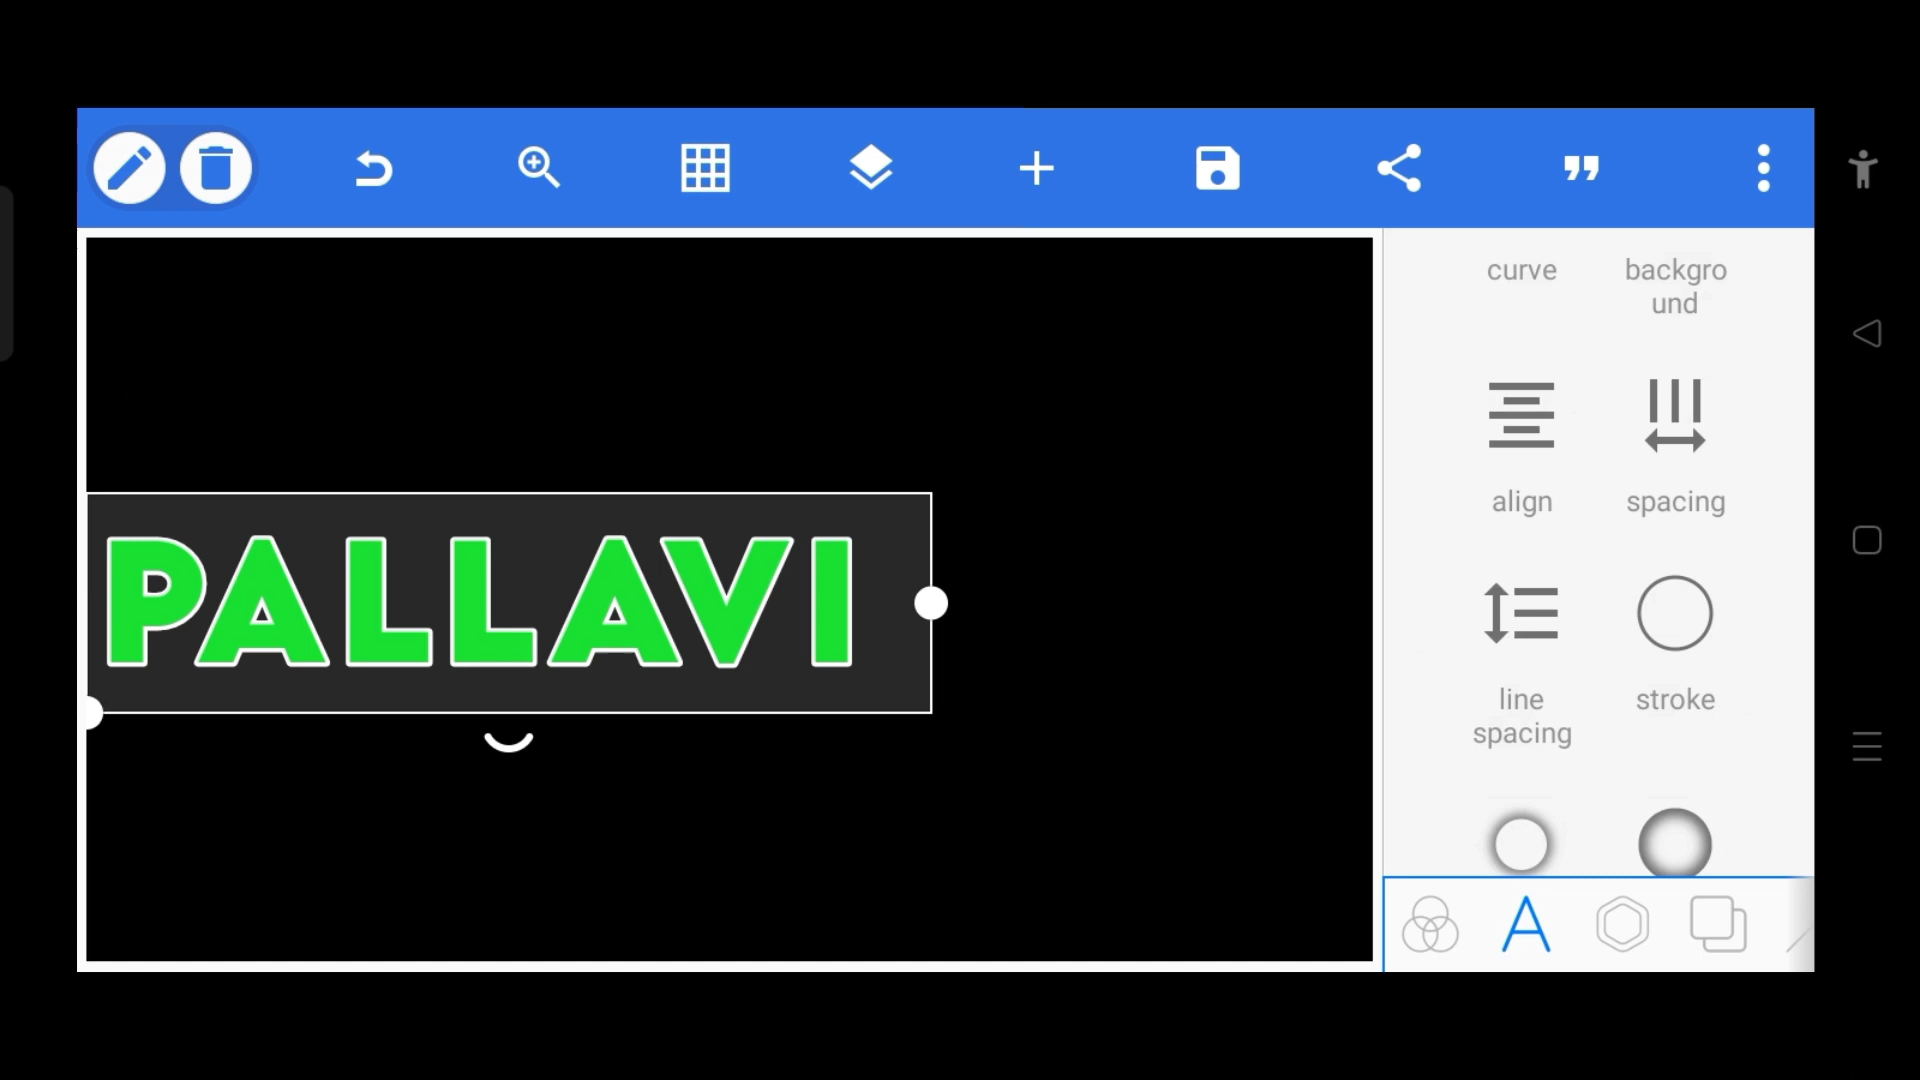 curve
backgro
und
align
spacing
PALLAVI
line
spacing
stroke